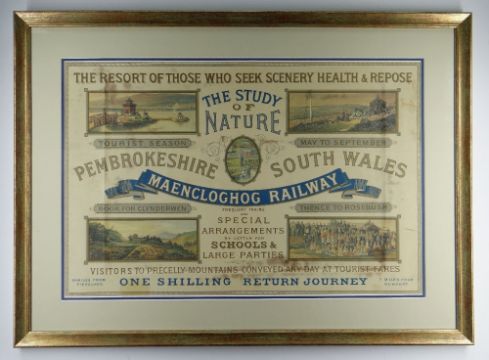 THE RESORT OF THOSE WHO SEEK SCENERY HEALTH & REPOSE
THE STUDY
OF
NATURE
TOURIST SEASON
MAY TO SEPTEMBER
PEMBROKESHIRE SOUTH WALES
MAENCLOGHOG RAILWAY
BOOK FOR CLYNDERWEN
THENCE TO ROSEBUSH
SPECIAL
ARRANGEMENTS
SCHOOLS &
LARGE PARTIES
VISITORS TO PRECELLY MOUNTAINS CONVEYED ANY DAY AT TOURIST FARES
ONE SHILLING RETURN JOURNEY